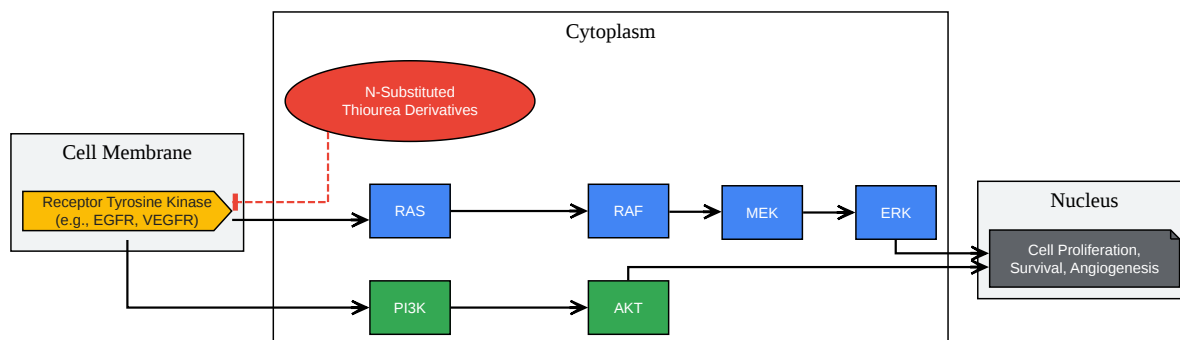 Cytoplasm
N-Substituted
Thiourea Derivatives
Cell Membrane
Receptor Tyrosine Kinase
(e.g., EGFR, VEGFR)
RAS
RAF
MEK
ERK
Nucleus
Cell Proliferation,
Survival, Angiogenesis
PI3K
AKT